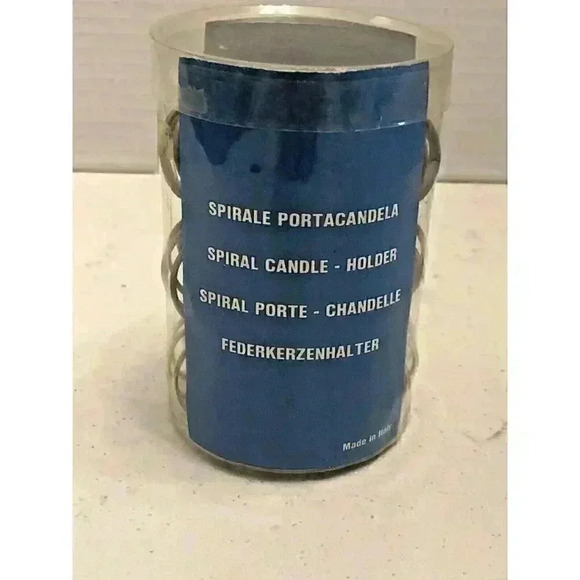 SPIRALE PORTACANDELA
SPIRAL CANDLE - HOLDER
SPIRAL PORTE - CHANDELLE
FEDERKERZENHALTER
Made in Italy